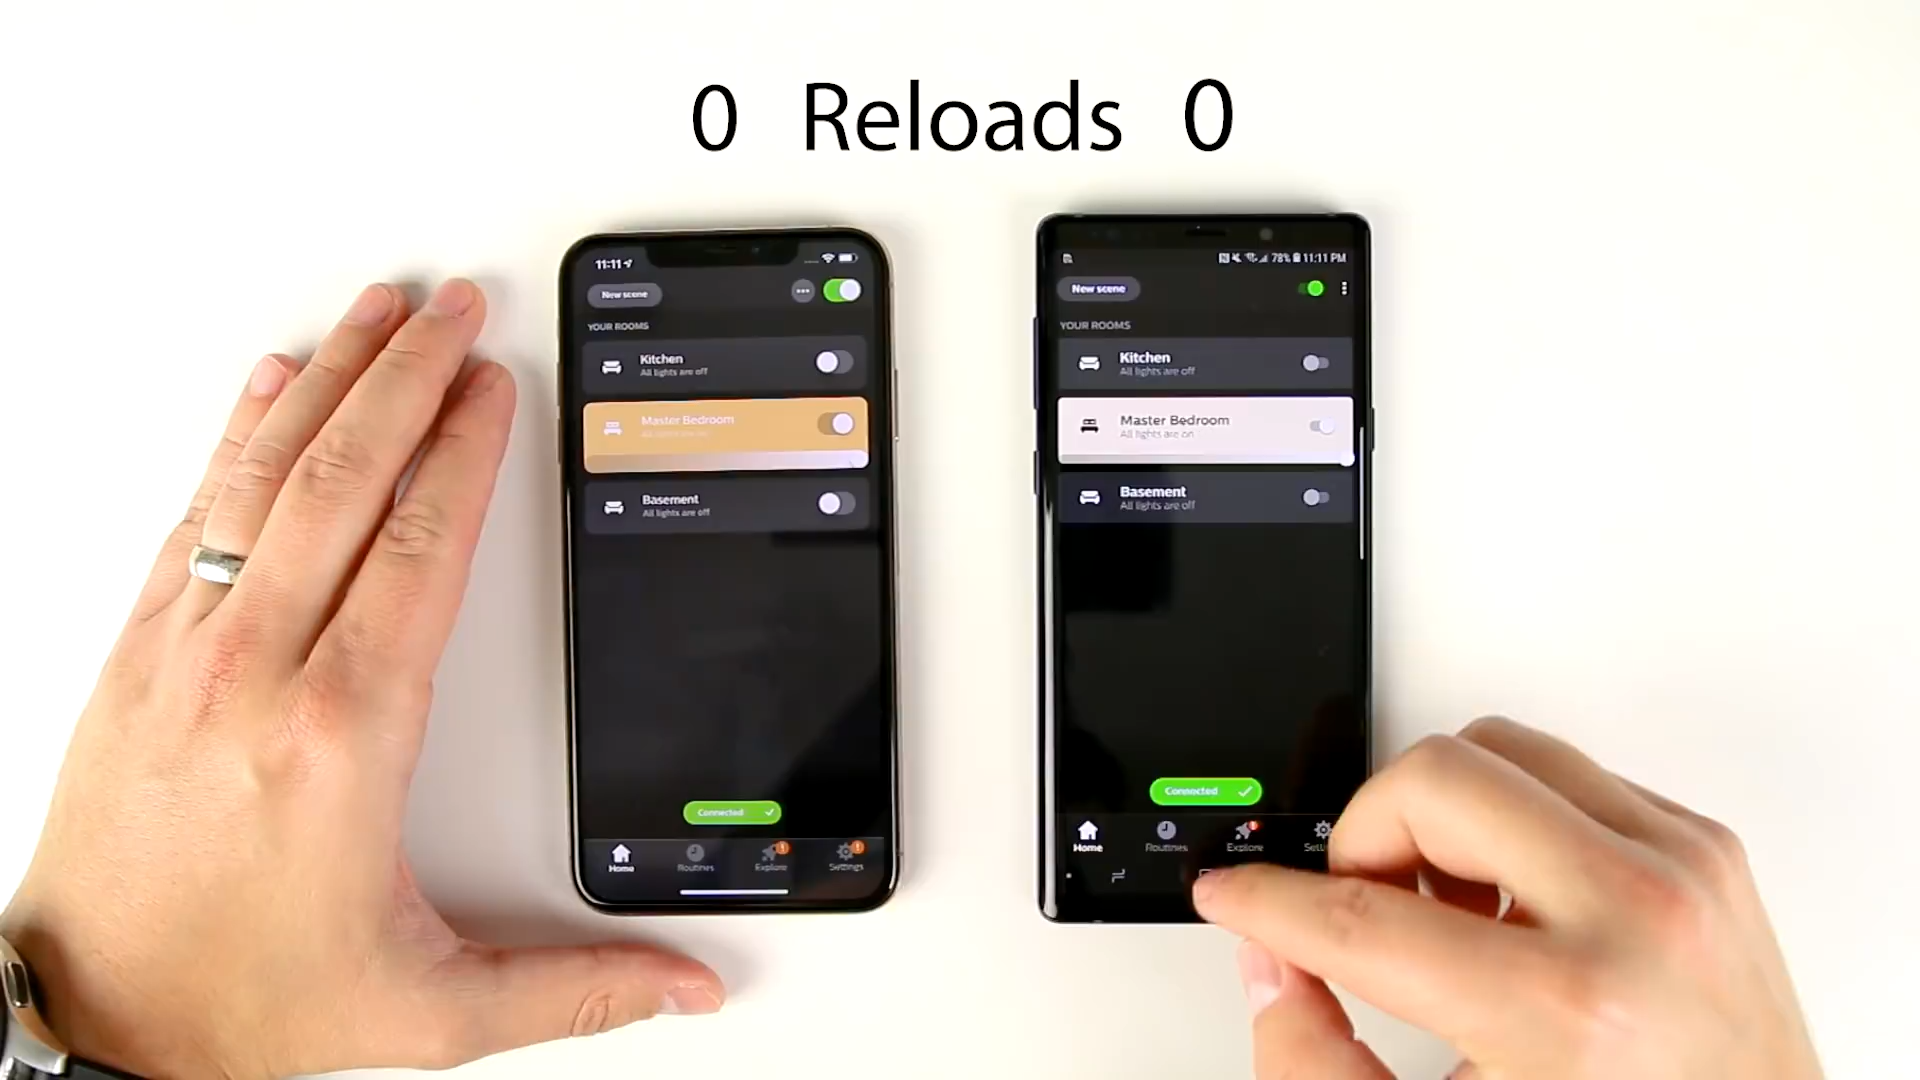 0 Reloads 0
11:11
New scene
YOUR ROOMS
Kitchen
All lights are off
Master Bedroom
Basement
All lights are off
Connected
Home
Routines
Explore
Settings
78% 11:11 PM
New scene
YOUR ROOMS
Kitchen
All lights are off
Master Bedroom
All lights are on
Basement
All lights are off
Connected
Home
Routines
Explore